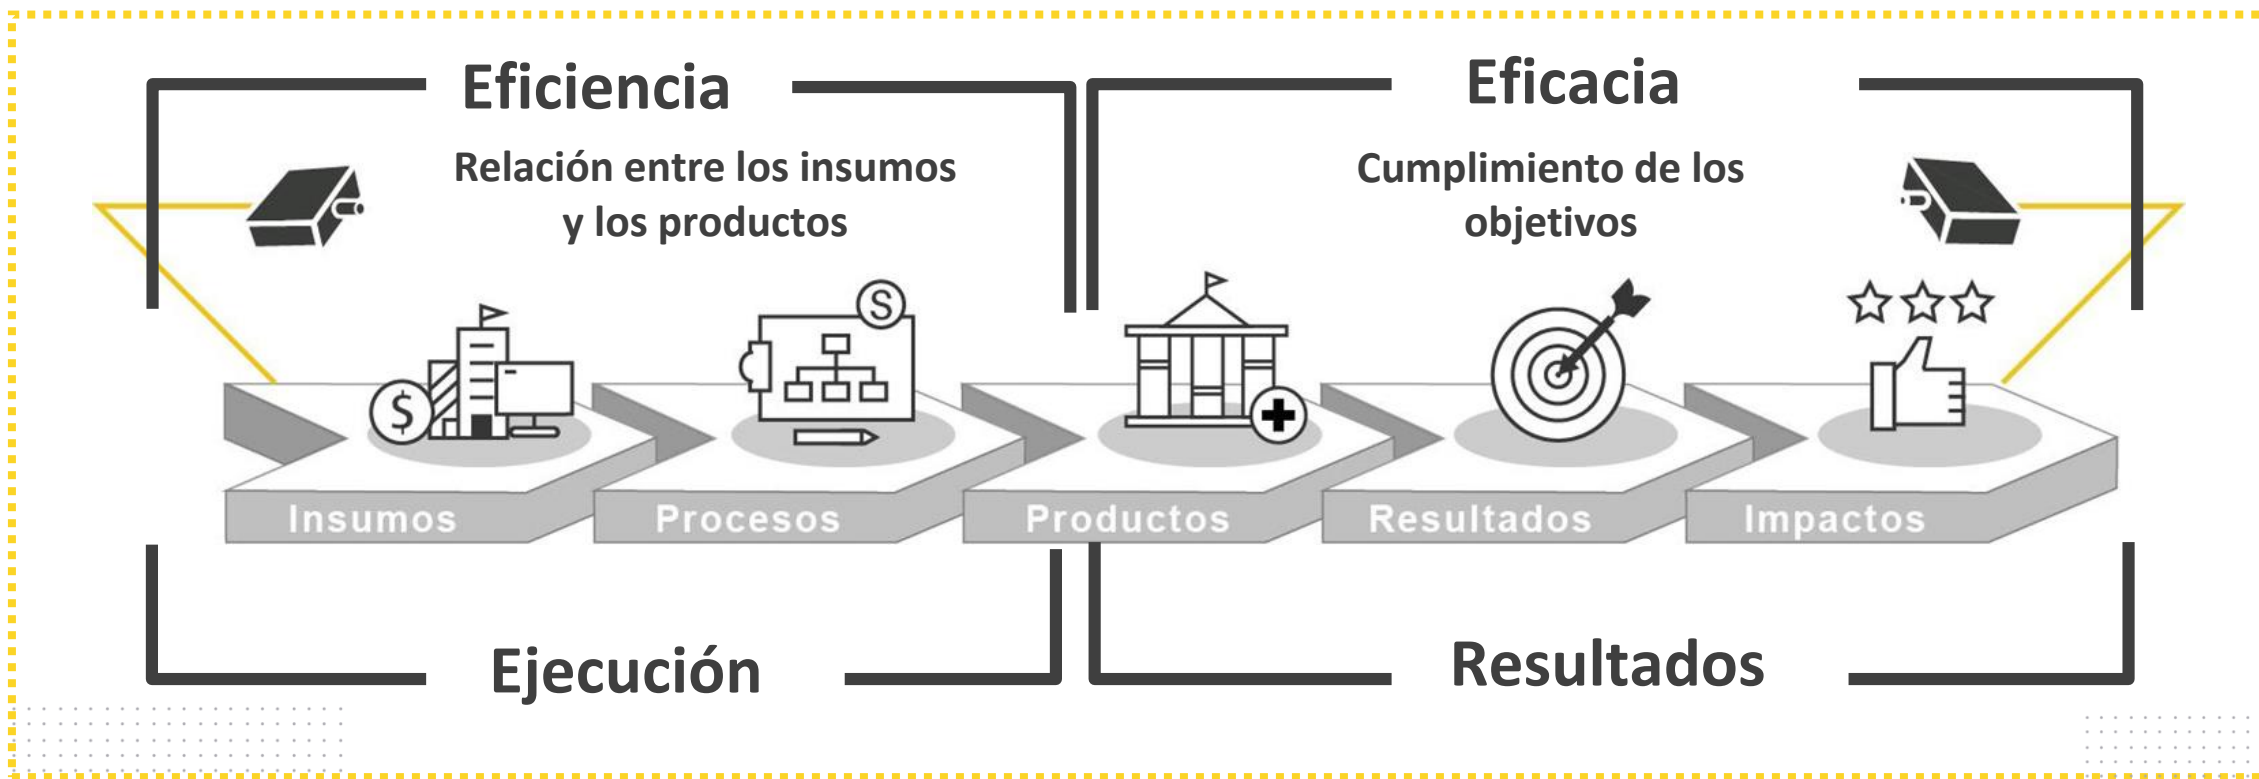 Eficiencia
Relación entre los insumos
y los productos
Eficacia
Cumplimiento de los
objetivos
$
S
Insumos
Procesos
Productos
Resultados
Impactos
Ejecución
Resultados